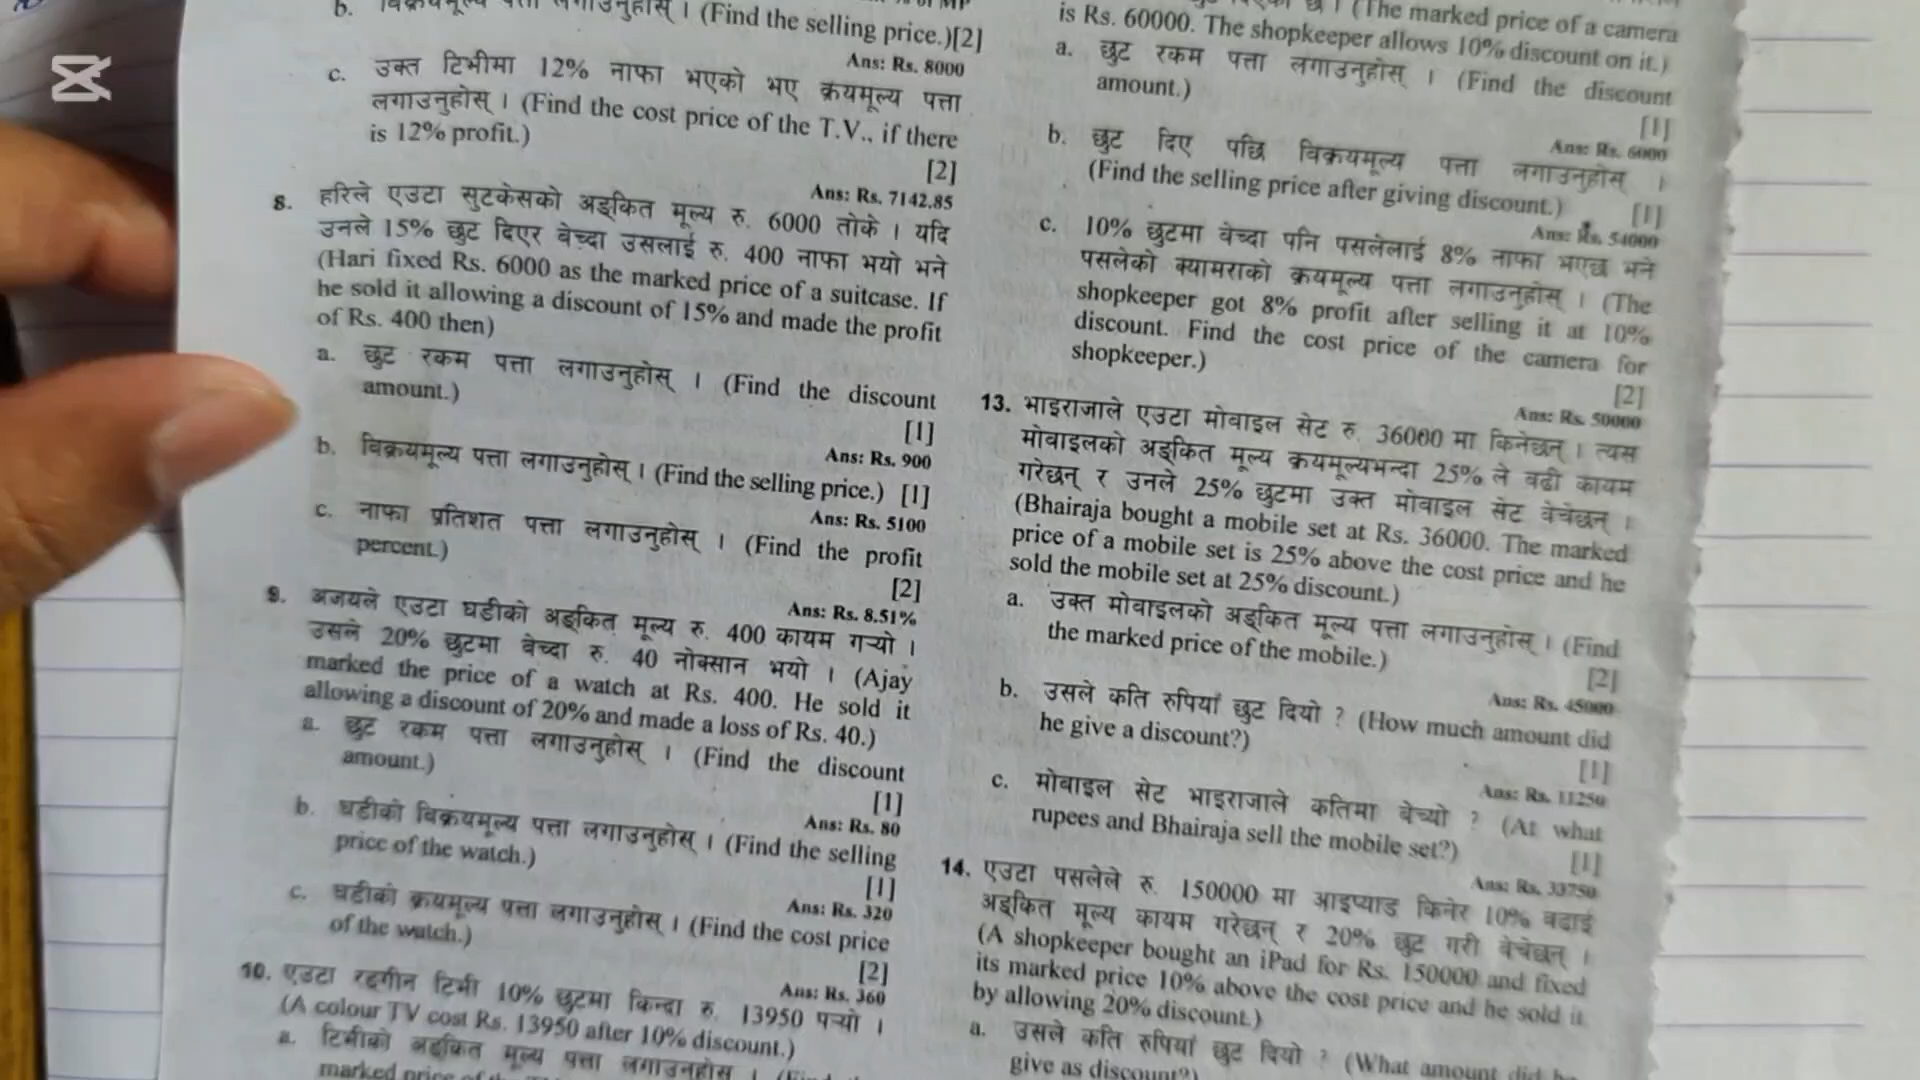 b. विक्रयमूल्य पत्ता लगाउनुहोस् । (Find the selling price.)[2]
Ans: Rs. 8000
c. उक्त टिभीमा 12% नाफा भएको भए क्रयमूल्य पत्ता
लगाउनुहोस् । (Find the cost price of the T.V., if there
is 12% profit.)
[2]
Ans: Rs. 7142.85
8. हरिले एउटा सुटकेसको अङ्कित मूल्य रु. 6000 तोके । यदि
उनले 15% छुट दिएर बेच्दा उसलाई रु. 400 नाफा भयो भने
(Hari fixed Rs. 6000 as the marked price of a suitcase. If
he sold it allowing a discount of 15% and made the profit
of Rs. 400 then)
a. छुट रकम पत्ता लगाउनुहोस् । (Find the discount
amount.)
[1]
Ans: Rs. 900
b. विक्रयमूल्य पत्ता लगाउनुहोस् । (Find the selling price.) [1]
Ans: Rs. 5100
c. नाफा प्रतिशत पत्ता लगाउनुहोस् । (Find the profit
percent.)
[2]
Ans: Rs. 8.51%
9. अजयले एउटा घडीको अङ्कित मूल्य रु. 400 कायम गऱ्यो ।
उसले 20% छुटमा बेच्दा रु. 40 नोक्सान भयो । (Ajay
marked the price of a watch at Rs. 400. He sold it
allowing a discount of 20% and made a loss of Rs. 40.)
a. छुट रकम पत्ता लगाउनुहोस् । (Find the discount
amount.)
[1]
Ans: Rs. 80
b. घडीको विक्रयमूल्य पत्ता लगाउनुहोस् । (Find the selling
price of the watch.)
[1]
Ans: Rs. 320
c. घडीको क्रयमूल्य पत्ता लगाउनुहोस् । (Find the cost price
of the watch.)
[2]
Ans: Rs. 360
10. एउटा रङ्गीन टिभी 10% छुटमा किन्दा रु. 13950 पऱ्यो ।
(A colour TV cost Rs. 13950 after 10% discount.)
a. टिभीको अङ्कित मूल्य पत्ता लगाउनुहोस् ।
marked price of
(The marked price of a camera
is Rs. 60000. The shopkeeper allows 10% discount on it.)
a. छुट रकम पत्ता लगाउनुहोस् । (Find the discount
amount.)
[1]
Ans: Rs. 6000
b. छुट दिए पछि विक्रयमूल्य पत्ता लगाउनुहोस् ।
(Find the selling price after giving discount.)
[1]
Ans: Rs. 54000
c. 10% छुटमा बेच्दा पनि पसलेलाई 8% नाफा भएछ भने
पसलेको क्यामराको क्रयमूल्य पत्ता लगाउनुहोस् । (The
shopkeeper got 8% profit after selling it at 10%
discount. Find the cost price of the camera for
shopkeeper.)
[2]
Ans: Rs. 50000
13. भाइराजाले एउटा मोबाइल सेट रु. 36000 मा किनेछन् । त्यस
मोबाइलको अङ्कित मूल्य क्रयमूल्यभन्दा 25% ले बढी कायम
गरेछन् र उनले 25% छुटमा उक्त मोबाइल सेट बेचेछन् ।
(Bhairaja bought a mobile set at Rs. 36000. The marked
price of a mobile set is 25% above the cost price and he
sold the mobile set at 25% discount.)
a. उक्त मोबाइलको अङ्कित मूल्य पत्ता लगाउनुहोस् । (Find
the marked price of the mobile.)
[2]
Ans: Rs. 45000
b. उसले कति रुपियाँ छुट दियो ? (How much amount did
he give a discount?)
[1]
Ans: Rs. 11250
c. मोबाइल सेट भाइराजाले कतिमा बेच्यो ? (At what
rupees and Bhairaja sell the mobile set?)
[1]
Ans: Rs. 33750
14. एउटा पसलेले रु. 150000 मा आइप्याड किनेर 10% बढाई
अङ्कित मूल्य कायम गरेछन् र 20% छुट गरी बेचेछन् ।
(A shopkeeper bought an iPad for Rs. 150000 and fixed
its marked price 10% above the cost price and he sold it
by allowing 20% discount.)
a. उसले कति रुपियाँ छुट दियो ? (What amount did he
give as discount?)